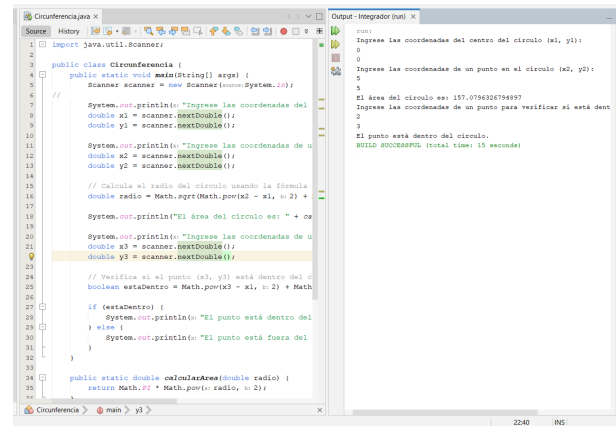 Circunferencia.java
Source History
1 import java.util.Scanner;
2
3 public class Circunferencia {
4 public static void main(String[] args) {
5 Scanner scanner = new Scanner(source:System.in);
6 //
7 System.out.println(x: "Ingrese las coordenadas del
8 double x1 = scanner.nextDouble();
9 double y1 = scanner.nextDouble();
10
11 System.out.println(x: "Ingrese las coordenadas de u
12 double x2 = scanner.nextDouble();
13 double y2 = scanner.nextDouble();
14
15 // Calcula el radio del círculo usando la fórmula
16 double radio = Math.sqrt(Math.pow(x2 - x1, b: 2) +
17
18 System.out.println("El área del círculo es: " + ca
19
20 System.out.println(x: "Ingrese las coordenadas de u
21 double x3 = scanner.nextDouble();
double y3 = scanner.nextDouble();
23
24 // Verifica si el punto (x3, y3) está dentro del
25 boolean estaDentro = Math.pow(x3 - x1, b: 2) + Math
26
27 if (estaDentro) {
28 System.out.println(x: "El punto está dentro del
29 } else {
30 System.out.println(x: "El punto está fuera del
31 }
32 }
33
34 public static double calcularArea(double radio) {
35 return Math.PI * Math.pow(a: radio, b: 2);
Circunferencia main y3
Output - Integrador (run)
run:
Ingrese las coordenadas del centro del círculo (x1, y1):
0
0
Ingrese las coordenadas de un punto en el círculo (x2, y2):
5
5
El área del círculo es: 157.0796326794897
Ingrese las coordenadas de un punto para verificar si está dent
2
3
El punto está dentro del círculo.
BUILD SUCCESSFUL (total time: 15 seconds)
22:40 INS